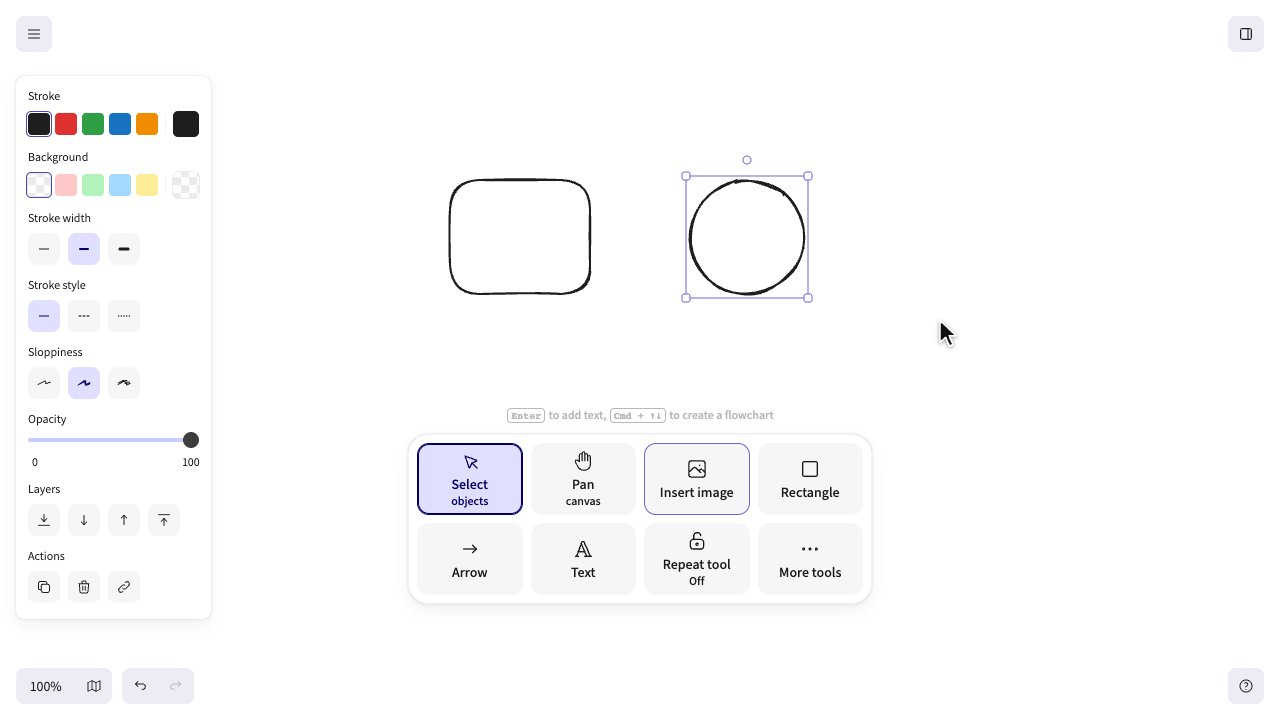 Stroke
Background
Stroke width
Stroke style
Sloppiness
Opacity
0 100
Layers
Actions
Enter to add text, Cmd + ↑↓ to create a flowchart
Select
objects
Pan
canvas
Insert image
Rectangle
Arrow
Text
Repeat tool
Off
More tools
100%